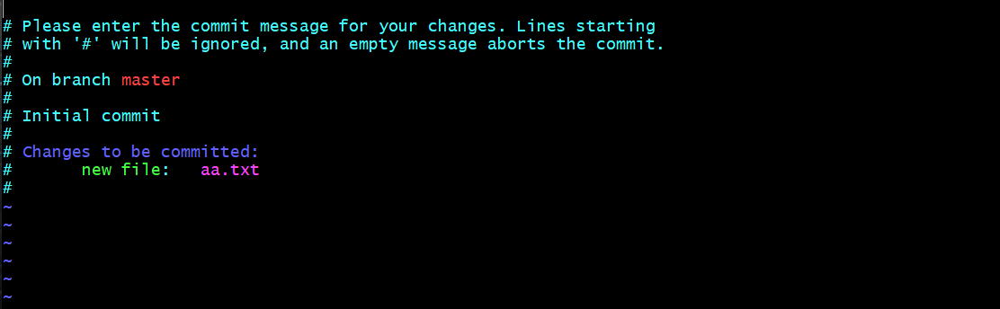 # Please enter the commit message for your changes. Lines starting
# with '#' will be ignored, and an empty message aborts the commit.
#
# On branch master
#
# Initial commit
#
# Changes to be committed:
#       new file:   aa.txt
#
~
~
~
~
~
~